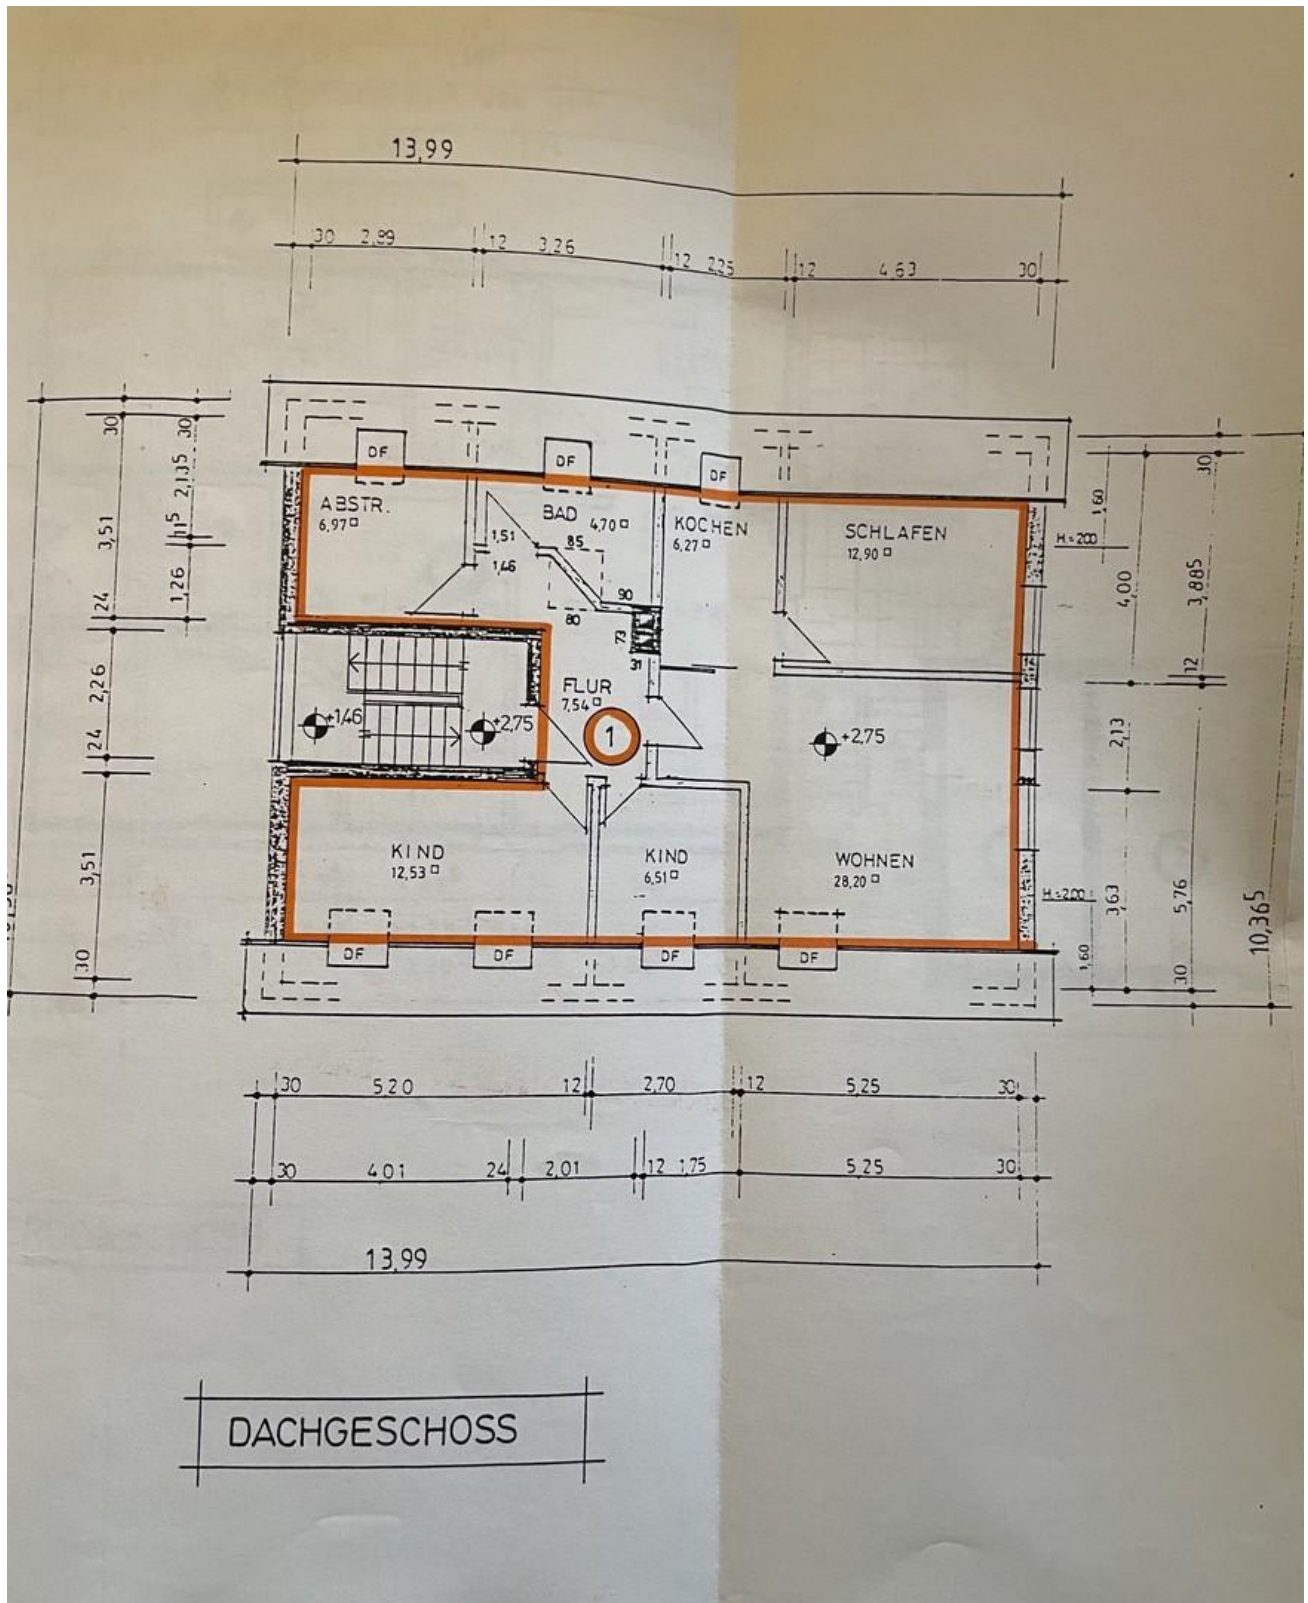 13,99
30 2,99 12 3,26 12 2,25 12 4,63 30
30
3,51
24
2,26
24
3,51
30
30
2,135
11⁵
1,26
DF
DF
DF
ABSTR.
6,97
BAD
4,70
KOCHEN
6,27
SCHLAFEN
12,90
1,51
1,46
85
90
80
73
31
FLUR
7,54
1
+1,46
+2,75
+2,75
KIND
12,53
KIND
6,51
WOHNEN
28,20
DF
DF
DF
DF
H=2.00
1,60
4,00
2,13
3,63
H=2.00
1,60
30
3,885
12
5,76
30
10,36⁵
30 5,20 12 2,70 12 5,25 30
30 4,01 24 2,01 12 1,75 5,25 30
13,99
DACHGESCHOSS